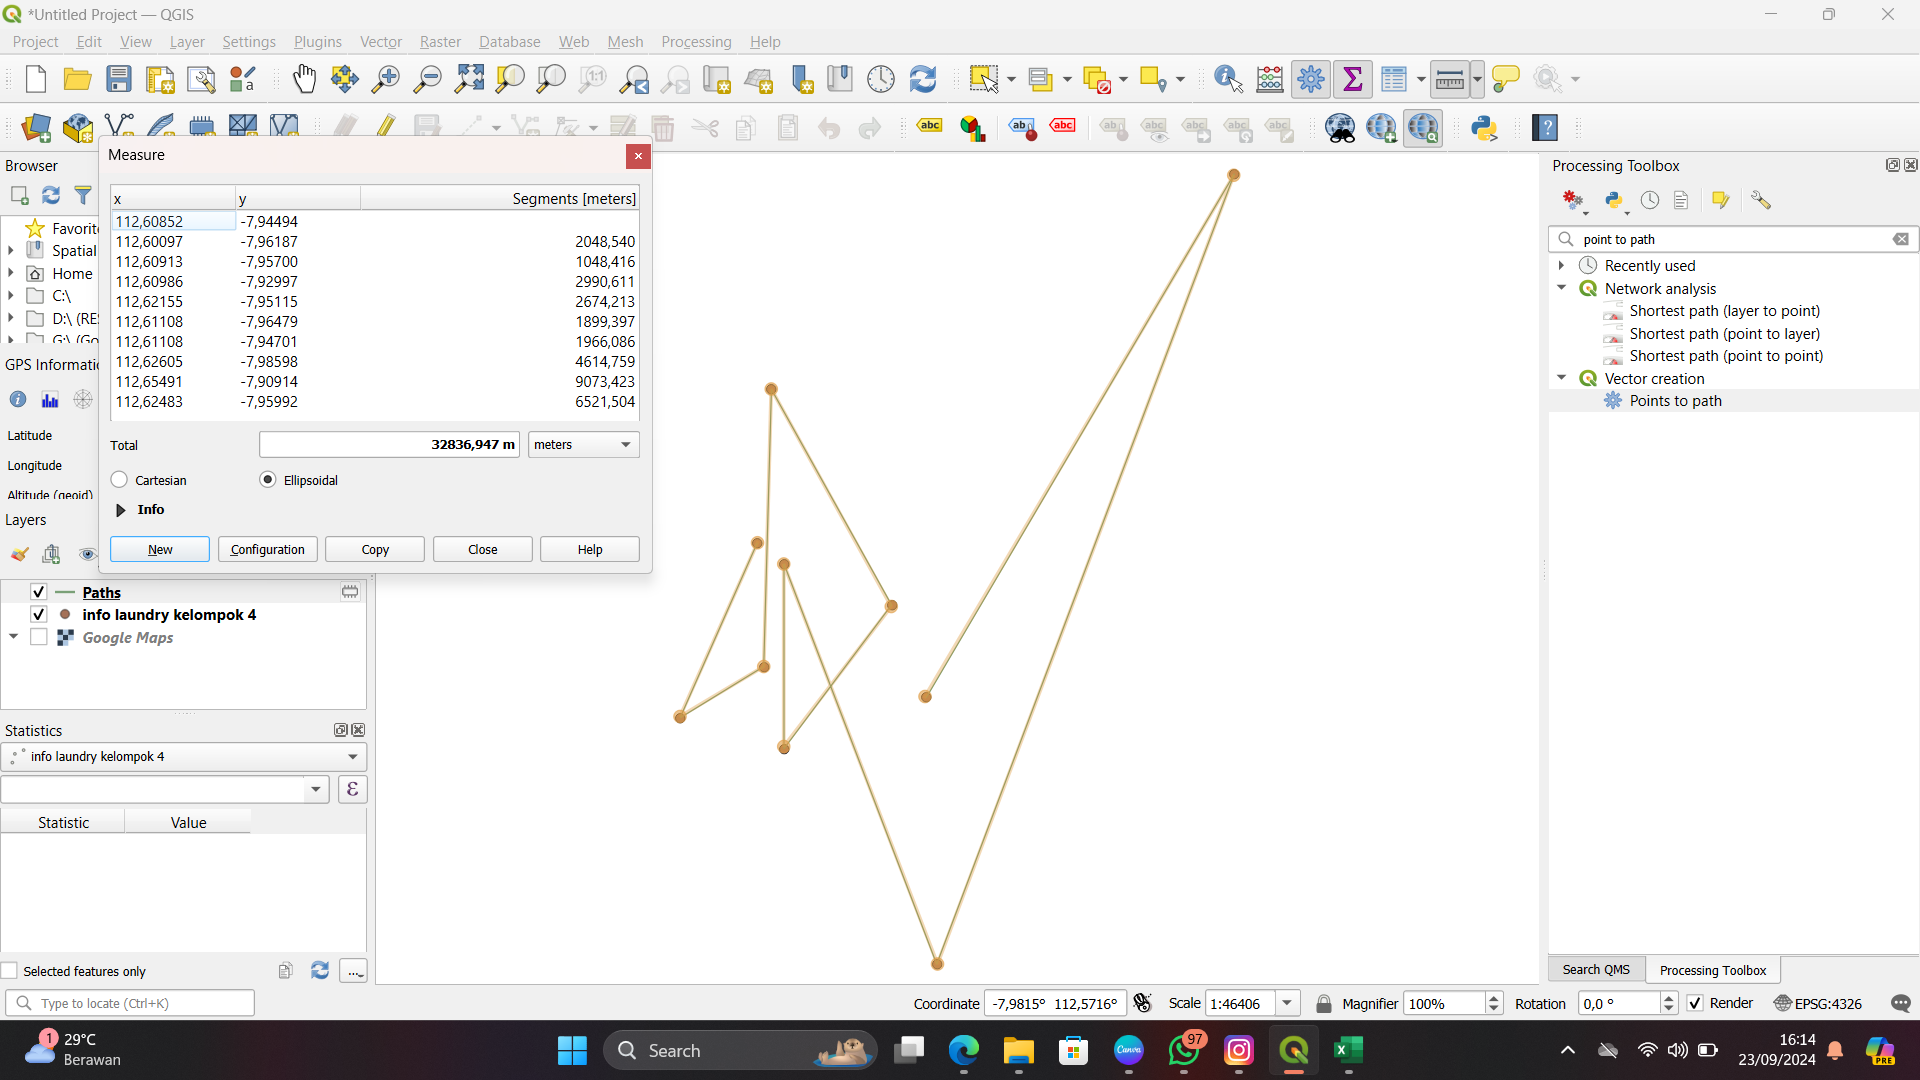 *Untitled Project — QGIS
Project Edit View Layer Settings Plugins Vector Raster Database Web Mesh Processing Help
Browser
Measure
x y Segments [meters]
112,60852 -7,94494
112,60097 -7,96187 2048,540
112,60913 -7,95700 1048,416
112,60986 -7,92997 2990,611
112,62155 -7,95115 2674,213
112,61108 -7,96479 1899,397
112,61108 -7,94701 1966,086
112,62605 -7,98598 4614,759
112,65491 -7,90914 9073,423
112,62483 -7,95992 6521,504
Total 32836,947 m meters
Cartesian Ellipsoidal
Info
New Configuration Copy Close Help
Favorit
Spatial
Home
C:\
D:\ (RE
G:\ (Go
GPS Informatio
Latitude
Longitude
Altitude (geoid)
Layers
Paths
info laundry kelompok 4
Google Maps
Statistics
info laundry kelompok 4
ε
Statistic Value
Selected features only
...
Type to locate (Ctrl+K)
Processing Toolbox
point to path
Recently used
Network analysis
Shortest path (layer to point)
Shortest path (point to layer)
Shortest path (point to point)
Vector creation
Points to path
Search QMS Processing Toolbox
Coordinate -7,9815° 112,5716° Scale 1:46406 Magnifier 100% Rotation 0,0 ° Render EPSG:4326
1 29°C
Berawan
Search
Canva
97
16:14
23/09/2024
PRE